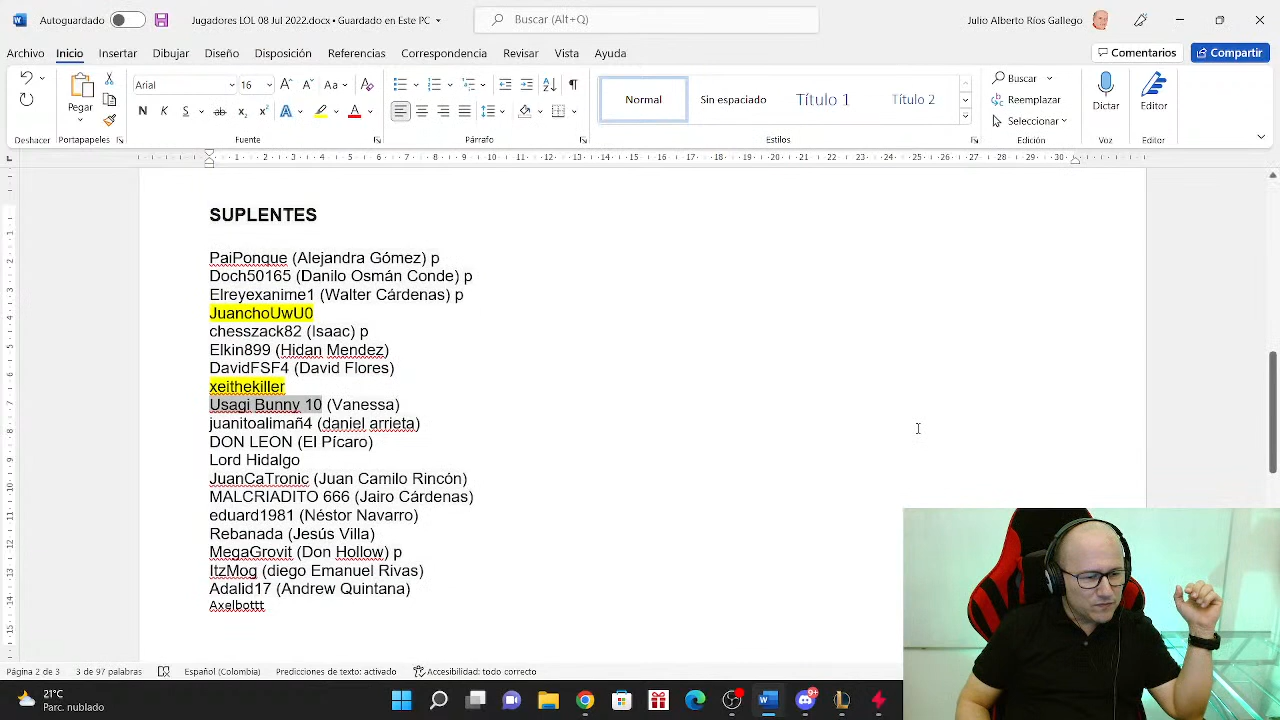 Autoguardado
Jugadores LOL 08 Jul 2022.docx • Guardado en Este PC
Buscar (Alt+Q)
Julio Alberto Ríos Gallego
Archivo Inicio Insertar Dibujar Diseño Disposición Referencias Correspondencia Revisar Vista Ayuda
Comentarios
Compartir
Pegar
Arial 16
Normal
Sin espaciado
Título 1
Título 2
Buscar
Reemplazar
Seleccionar
Dictar
Editor
Deshacer Portapapeles Fuente Párrafo Estilos Edición Voz Editor
SUPLENTES
PaiPonque (Alejandra Gómez) p
Doch50165 (Danilo Osmán Conde) p
Elreyexanime1 (Walter Cárdenas) p
JuanchoUwU0
chesszack82 (Isaac) p
Elkin899 (Hidan Mendez)
DavidFSF4 (David Flores)
xeithekiller
Usagi Bunny 10 (Vanessa)
juanitoalimañ4 (daniel arrieta)
DON LEON (El Pícaro)
Lord Hidalgo
JuanCaTronic (Juan Camilo Rincón)
MALCRIADITO 666 (Jairo Cárdenas)
eduard1981 (Néstor Navarro)
Rebanada (Jesús Villa)
MegaGrovit (Don Hollow) p
ItzMog (diego Emanuel Rivas)
Adalid17 (Andrew Quintana)
Axelbottt
Página 2 de 3 3 de 97 palabras Español (Colombia) Predicciones de texto: activado Accesibilidad: todo correcto
21°C
Parc. nublado